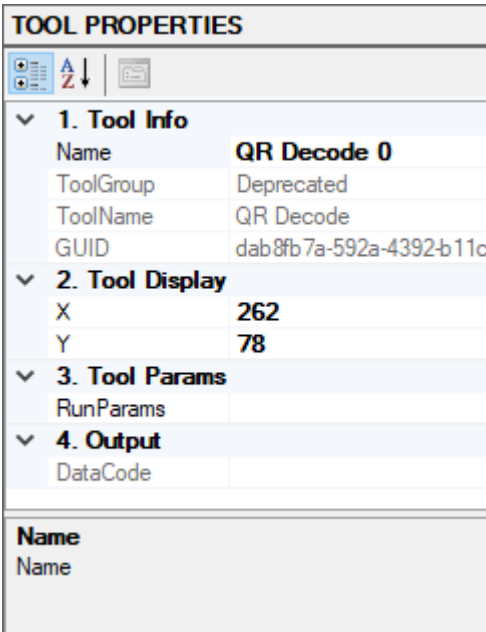 TOOL PROPERTIES
1. Tool Info
Name QR Decode 0
ToolGroup Deprecated
ToolName QR Decode
GUID dab8fb7a-592a-4392-b11c
2. Tool Display
X 262
Y 78
3. Tool Params
RunParams
4. Output
DataCode
Name
Name